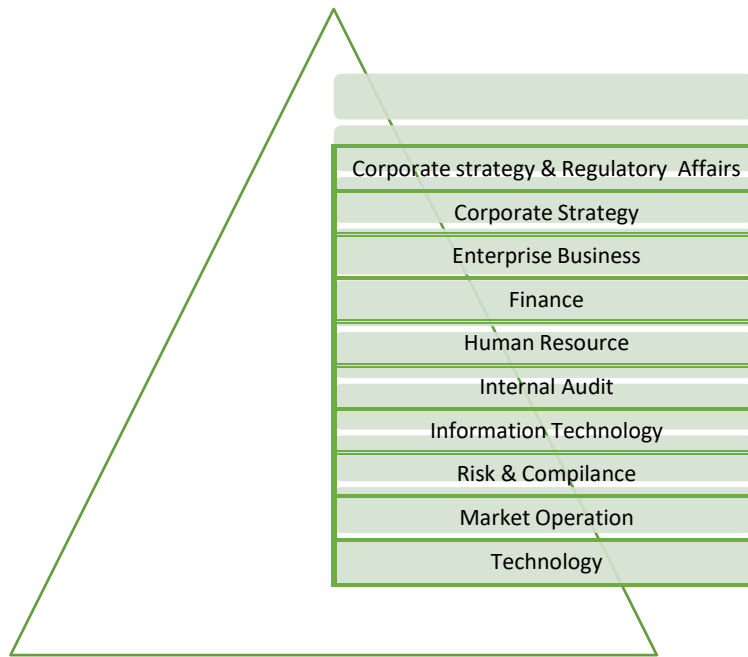 Corporate strategy & Regulatory Affairs
Corporate Strategy
Enterprise Business
Finance
Human Resource
Internal Audit
Information Technology
Risk & Compilance
Market Operation
Technology